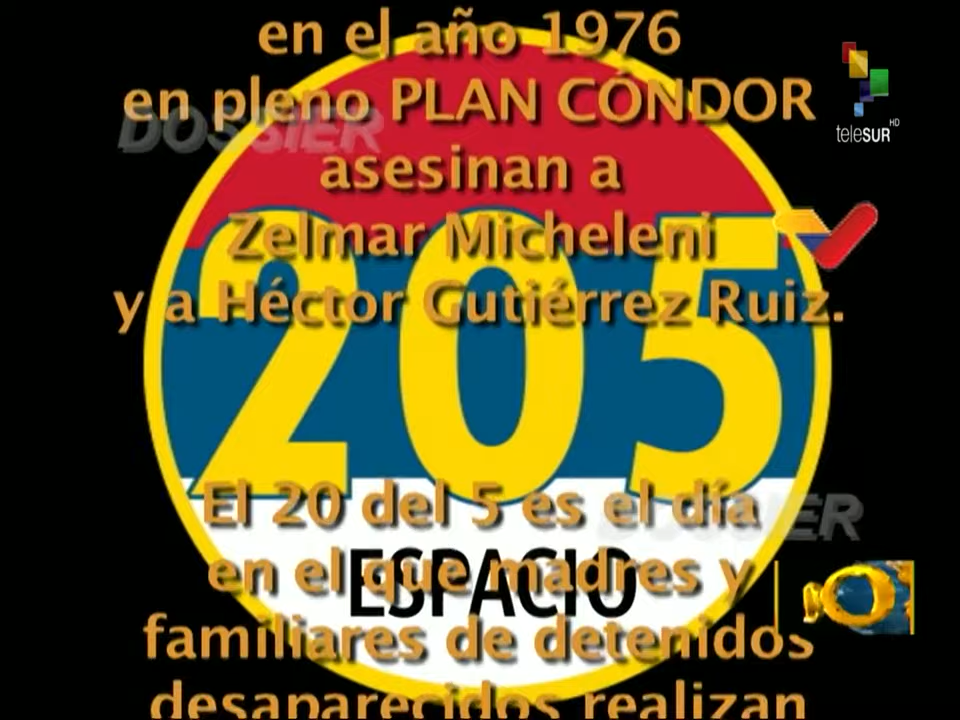 en el año 1976
en pleno PLAN CÓNDOR
DOSSIER
asesinan a
teleSUR HD
Zelmar Micheleni
205
y a Héctor Gutiérrez Ruiz.
El 20 del 5 es el día
DOSSIER
en el que madres y
ESPACIO
familiares de detenidos
desaparecidos realizan